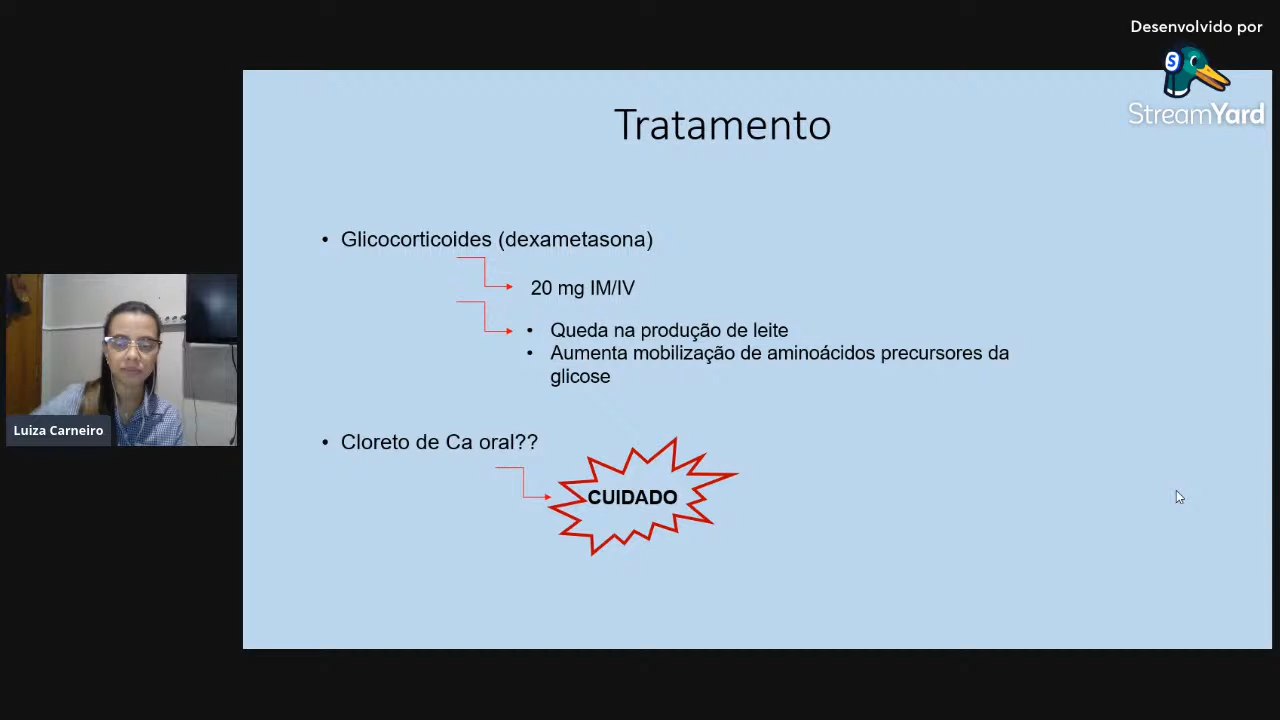 Desenvolvido por
StreamYard
Tratamento
• Glicocorticoides (dexametasona)
20 mg IM/IV
• Queda na produção de leite
• Aumenta mobilização de aminoácidos precursores da
glicose
• Cloreto de Ca oral??
CUIDADO
Luiza Carneiro